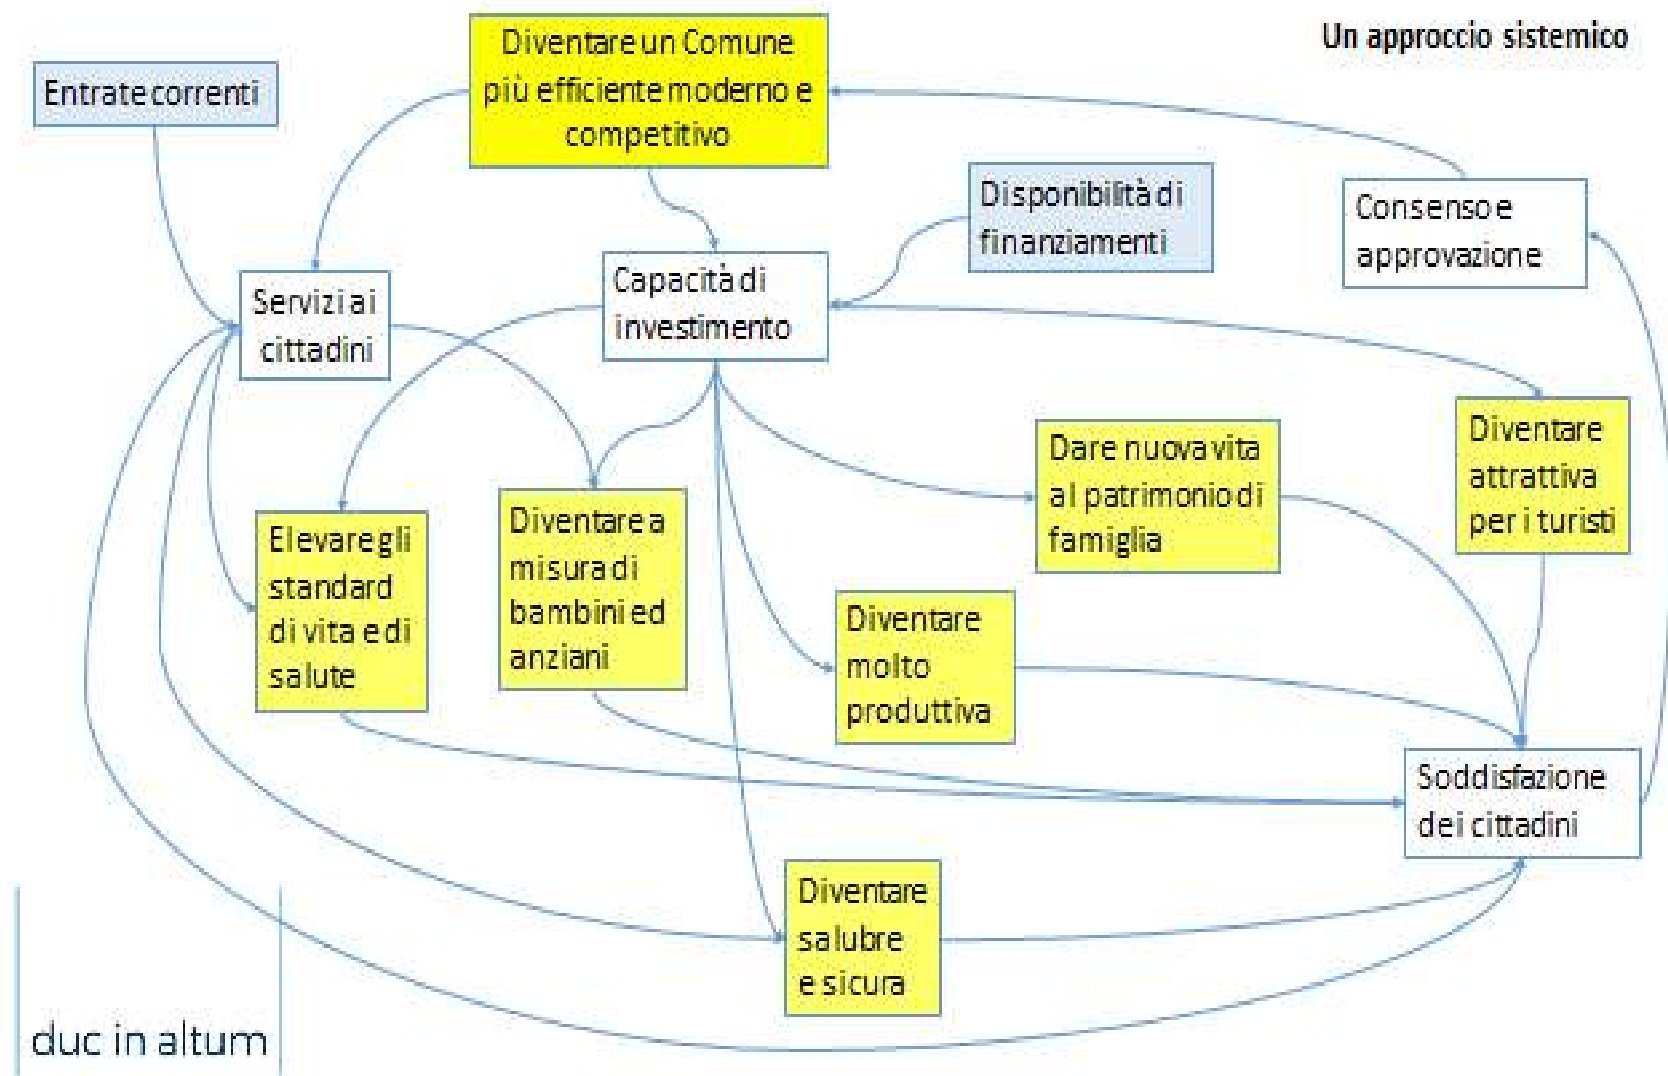 Un approccio sistemico
Diventare un Comune
più efficiente moderno e
competitivo
Entrate correnti
Disponibilità di
finanziamenti
Consenso e
approvazione
Capacità di
investimento
Servizi ai
cittadini
Diventare
attrattiva
per i turisti
Dare nuova vita
al patrimonio di
famiglia
Elevare gli
standard
di vita e di
salute
Diventare a
misura di
bambini ed
anziani
Diventare
molto
produttiva
Soddisfazione
dei cittadini
Diventare
salubre
e sicura
duc in altum